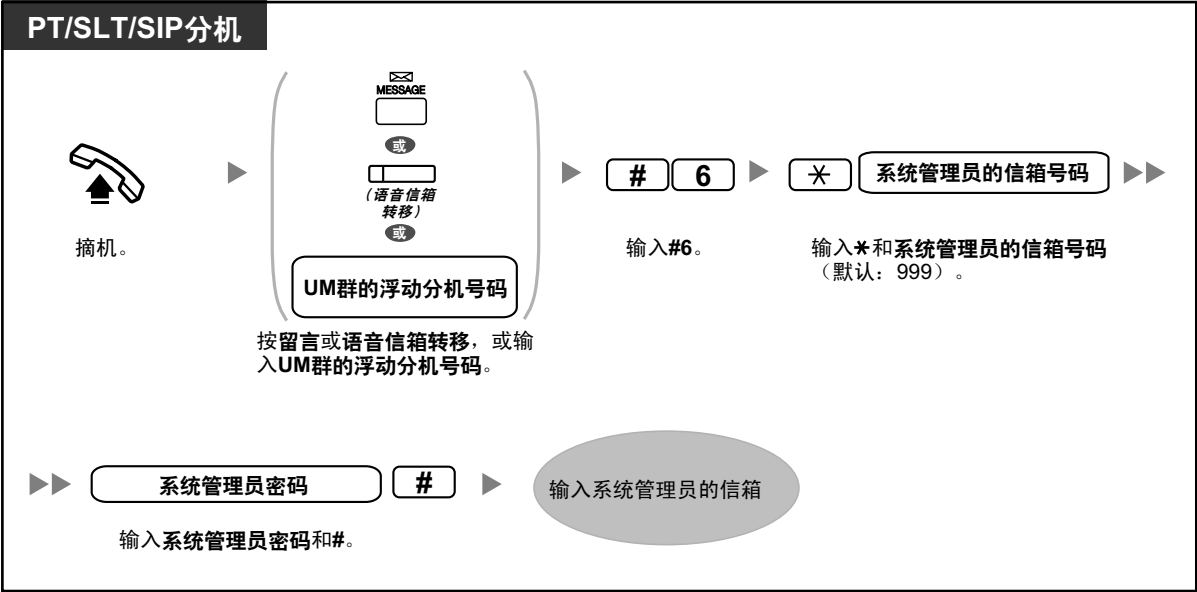 PT/SLT/SIP分机
MESSAGE
或
(语音信箱
转移)
或
UM群的浮动分机号码
# 6
系统管理员的信箱号码
摘机。
按留言或语音信箱转移，或输
入UM群的浮动分机号码。
输入#6。
输入*和系统管理员的信箱号码
（默认：999）。
系统管理员密码 #
输入系统管理员的信箱
输入系统管理员密码和#。